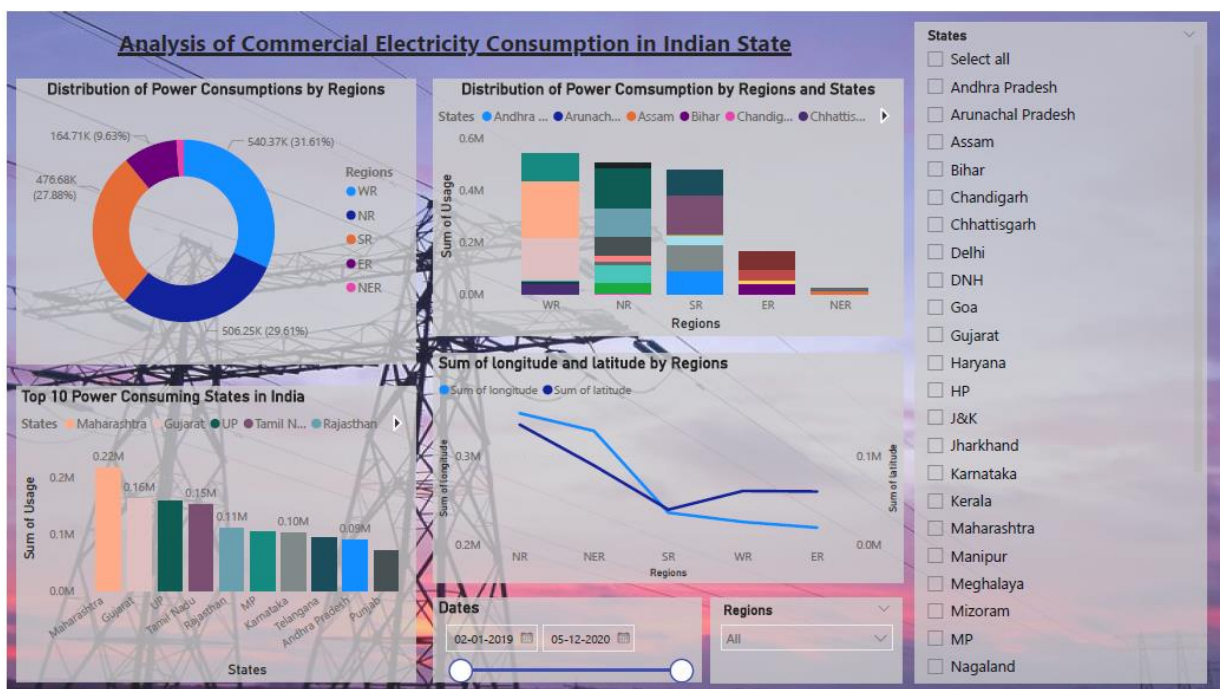 Analysis of Commercial Electricity Consumption in Indian State
Distribution of Power Consumptions by Regions
164.71K (9.63%)
540.37K (31.61%)
476.68K
(27.88%)
506.25K (29.61%)
Regions
WR
NR
SR
ER
NER
Distribution of Power Comsumption by Regions and States
States Andhra ... Arunach... Assam Bihar Chandig... Chhattis...
0.6M
0.4M
0.2M
0.0M
Sum of Usage
WR NR SR ER NER
Regions
Top 10 Power Consuming States in India
States Maharashtra Gujarat UP Tamil N... Rajasthan
Sum of Usage
0.2M
0.1M
0.0M
0.22M
0.16M
0.15M
0.11M
0.10M
0.09M
Maharashtra
Gujarat
UP
Tamil Nadu
Rajasthan
MP
Karnataka
Telangana
Andhra Pradesh
Punjab
States
Sum of longitude and latitude by Regions
Sum of longitude Sum of latitude
Sum of longitude
0.3M
0.2M
0.1M
0.0M
Sum of latitude
NR NER SR WR ER
Regions
Dates
02-01-2019 05-12-2020
Regions
All
States
Select all
Andhra Pradesh
Arunachal Pradesh
Assam
Bihar
Chandigarh
Chhattisgarh
Delhi
DNH
Goa
Gujarat
Haryana
HP
J&K
Jharkhand
Karnataka
Kerala
Maharashtra
Manipur
Meghalaya
Mizoram
MP
Nagaland